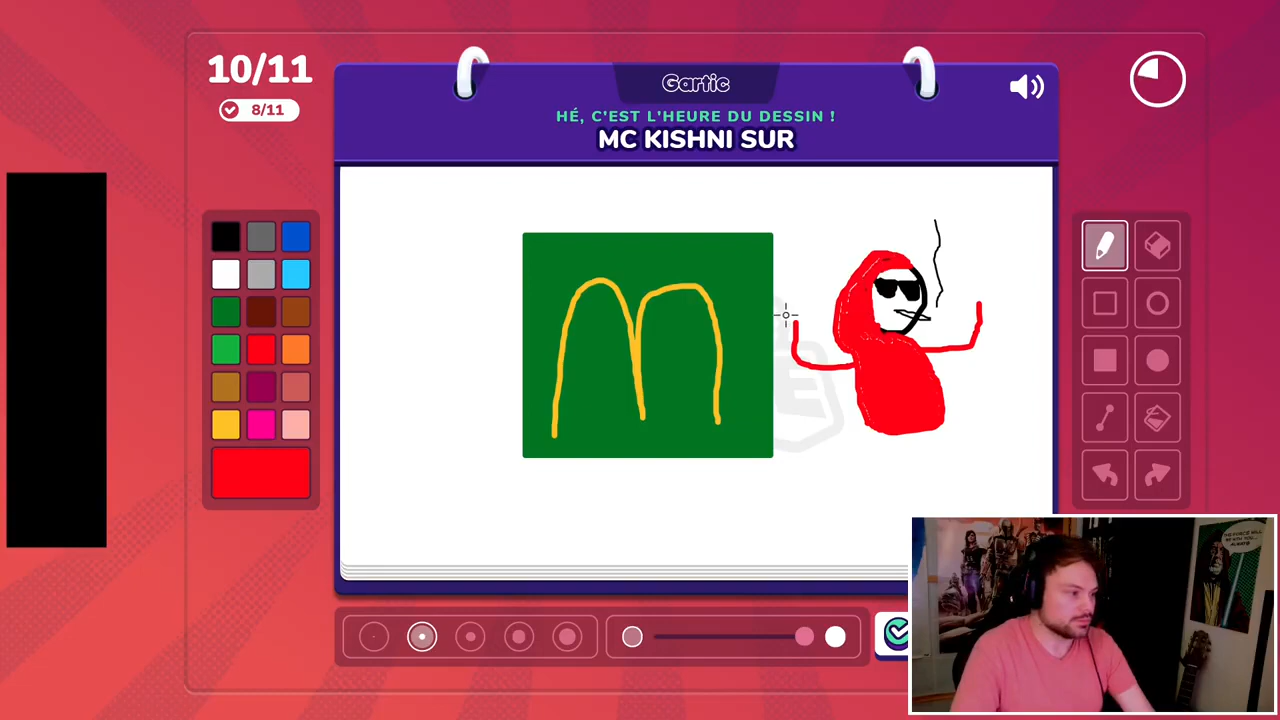 10/11
8/11
Gartic
HÉ, C'EST L'HEURE DU DESSIN !
MC KISHNI SUR
m